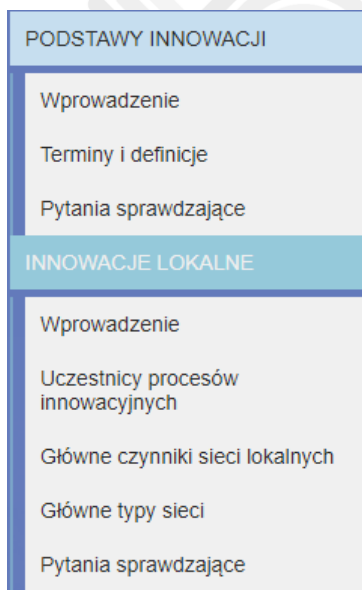 PODSTAWY INNOWACJI
Wprowadzenie
Terminy i definicje
Pytania sprawdzające
INNOWACJE LOKALNE
Wprowadzenie
Uczestnicy procesów
innowacyjnych
Główne czynniki sieci lokalnych
Główne typy sieci
Pytania sprawdzające